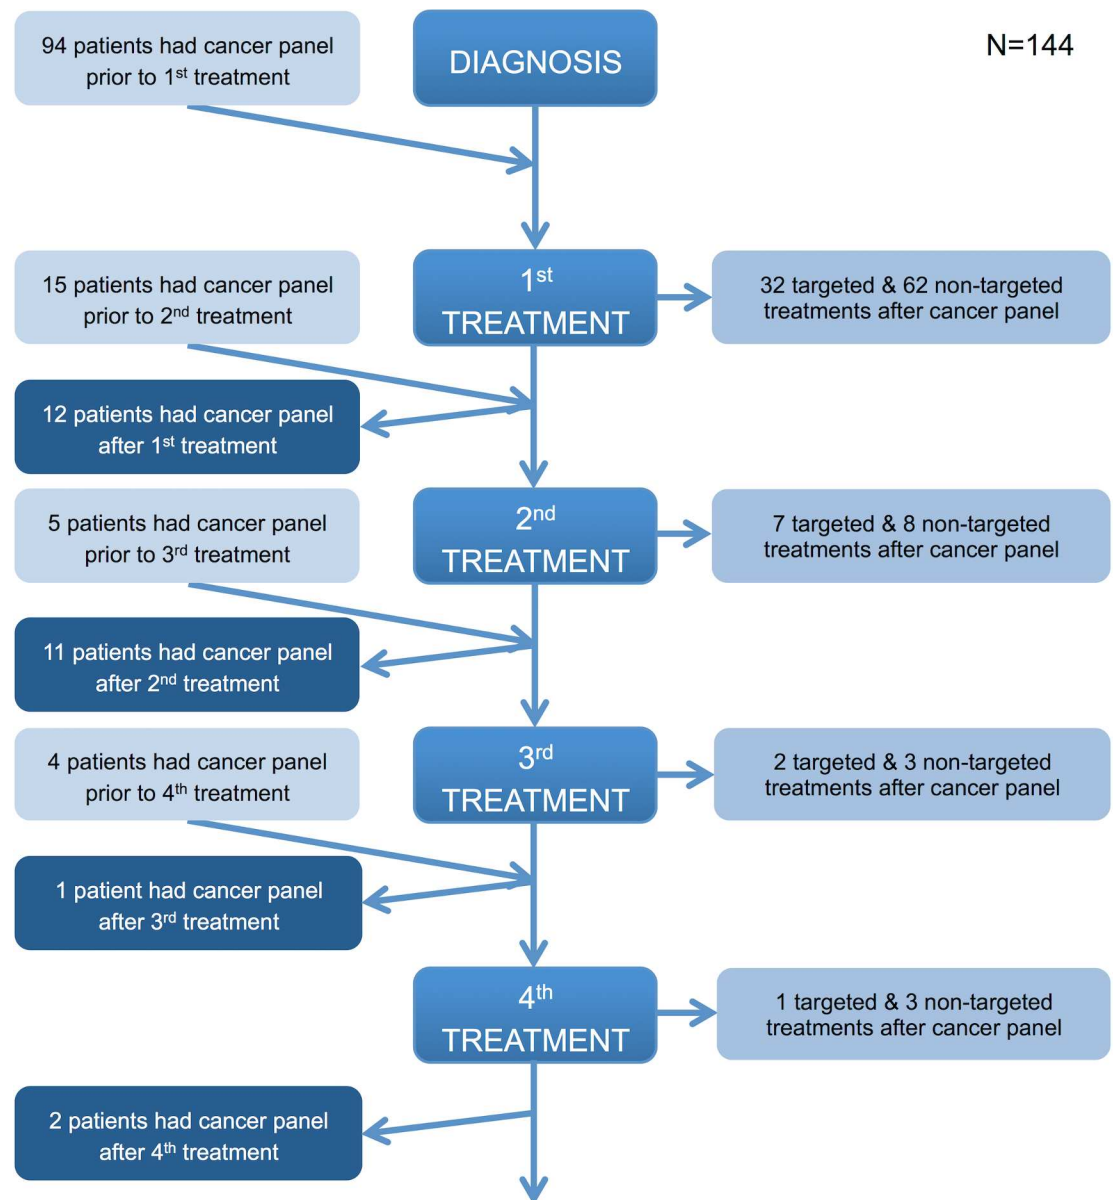 94 patients had cancer panel
prior to 1st treatment
DIAGNOSIS
N=144
15 patients had cancer panel
prior to 2nd treatment
1st
TREATMENT
32 targeted & 62 non-targeted
treatments after cancer panel
12 patients had cancer panel
after 1st treatment
5 patients had cancer panel
prior to 3rd treatment
2nd
TREATMENT
7 targeted & 8 non-targeted
treatments after cancer panel
11 patients had cancer panel
after 2nd treatment
4 patients had cancer panel
prior to 4th treatment
3rd
TREATMENT
2 targeted & 3 non-targeted
treatments after cancer panel
1 patient had cancer panel
after 3rd treatment
4th
TREATMENT
1 targeted & 3 non-targeted
treatments after cancer panel
2 patients had cancer panel
after 4th treatment